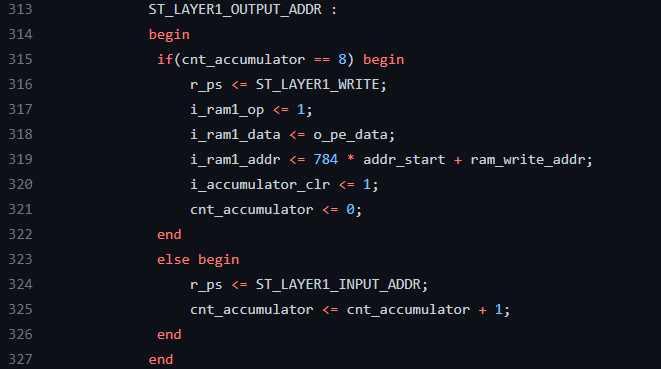 313 ST_LAYER1_OUTPUT_ADDR :
314 begin
315 if(cnt_accumulator == 8) begin
316 r_ps <= ST_LAYER1_WRITE;
317 i_ram1_op <= 1;
318 i_ram1_data <= o_pe_data;
319 i_ram1_addr <= 784 * addr_start + ram_write_addr;
320 i_accumulator_clr <= 1;
321 cnt_accumulator <= 0;
322 end
323 else begin
324 r_ps <= ST_LAYER1_INPUT_ADDR;
325 cnt_accumulator <= cnt_accumulator + 1;
326 end
327 end